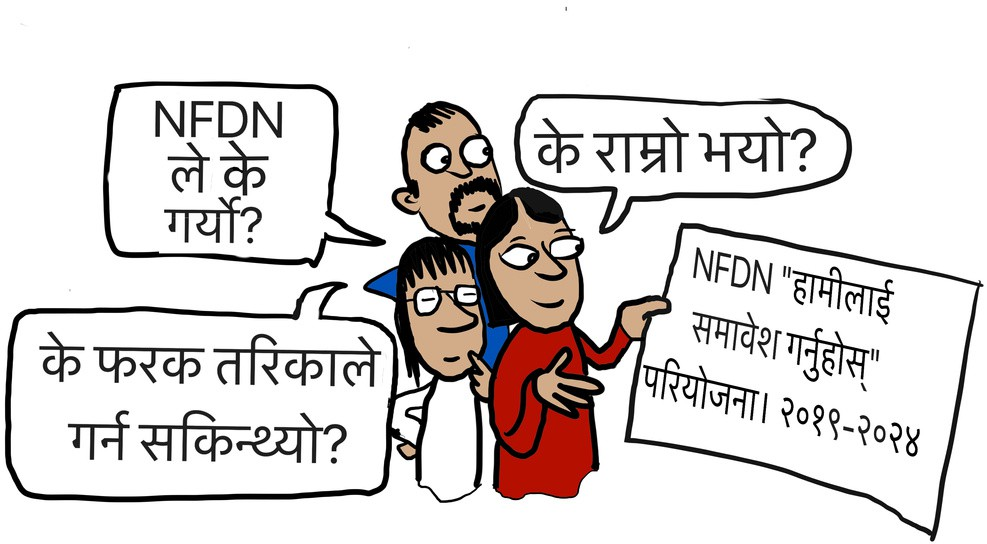 NFDN
ले के
गर्यो?
के राम्रो भयो?
के फरक तरिकाले
गर्न सकिन्थ्यो?
NFDN "हामीलाई
समावेश गर्नुहोस्"
परियोजना। २०१९-२०२४